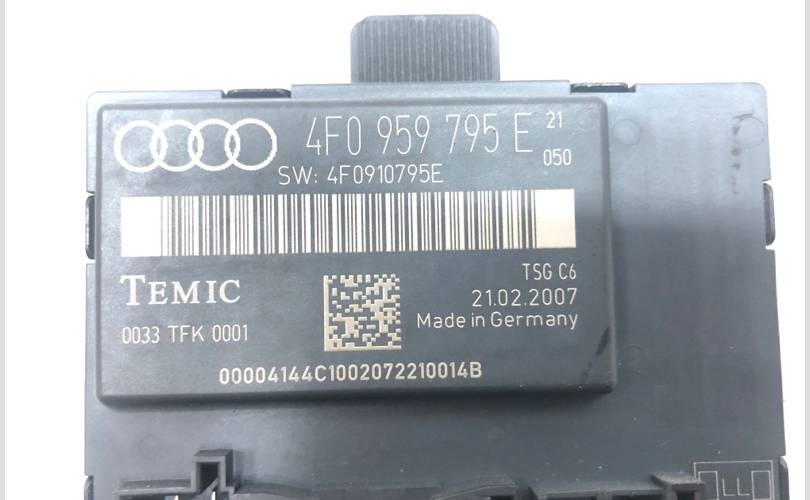 4F0 959 795 E 21
050
SW: 4F0910795E
TEMIC
TSG C6
21.02.2007
0033 TFK 0001
Made in Germany
00004144C1002072210014B